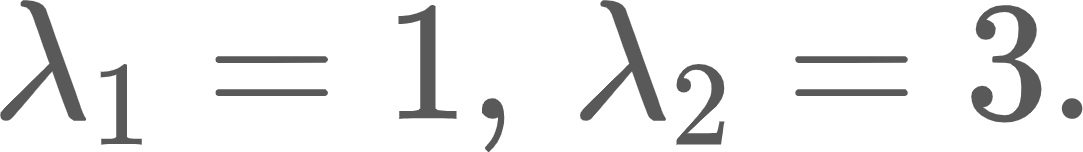 λ₁ = 1, λ₂ = 3.